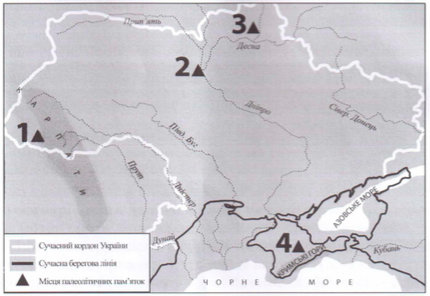 Прип'ять
3
Десна
2
КАРПАТИ
Дніпро
Сівер. Донець
1
Півд. Буг
Прут
Дністер
АЗОВСЬКЕ МОРЕ
Дунай
4
КРИМСЬКІ ГОРИ
Кубань
ЧОРНЕ МОРЕ
Сучасний кордон України
Сучасна берегова лінія
Місця палеолітичних пам'яток